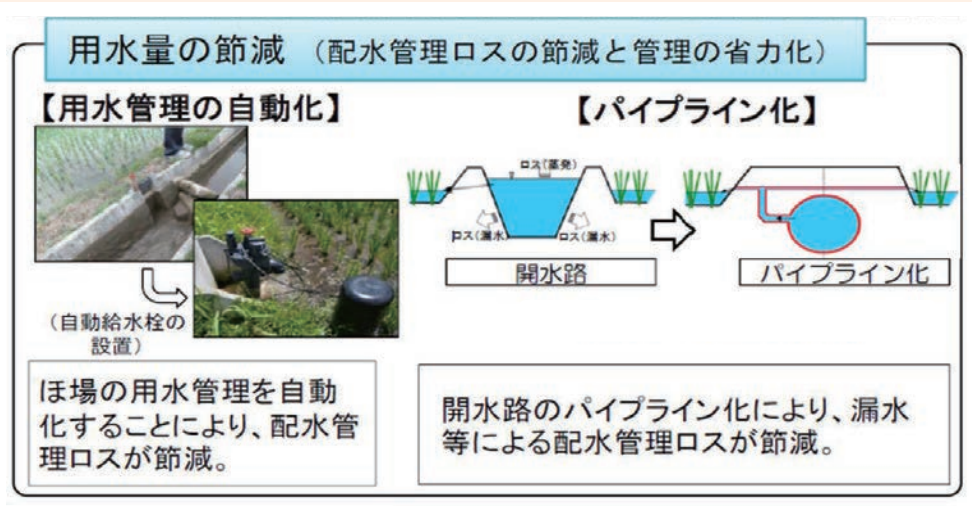 用水量の節減 （配水管理ロスの節減と管理の省力化）
【用水管理の自動化】
（自動給水栓の
設置）
ほ場の用水管理を自動
化することにより、配水管
理ロスが節減。
【パイプライン化】
ロス（蒸発）
ロス（漏水）
ロス（漏水）
開水路
パイプライン化
開水路のパイプライン化により、漏水
等による配水管理ロスが節減。